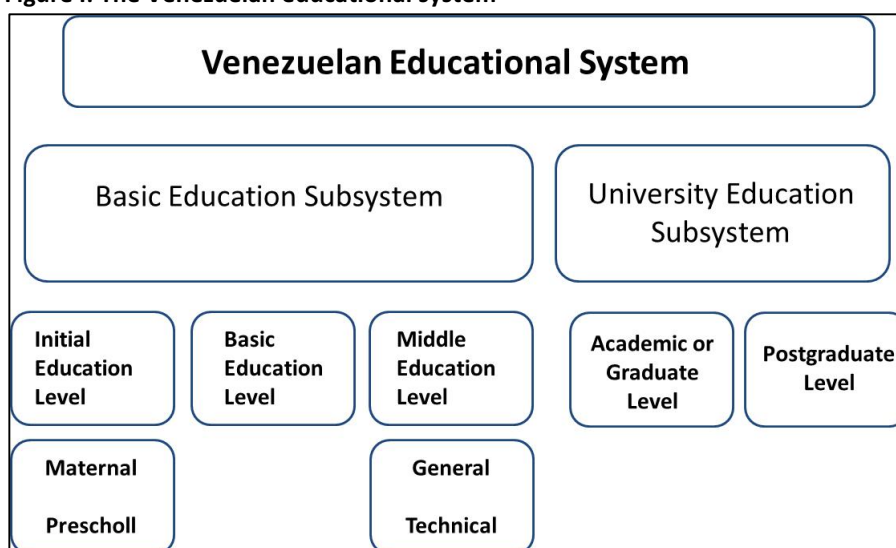 Venezuelan Educational System
Basic Education Subsystem
University Education
Subsystem
Initial
Education
Level
Basic
Education
Level
Middle
Education
Level
Academic or
Graduate
Level
Postgraduate
Level
Maternal
Prescholl
General
Technical